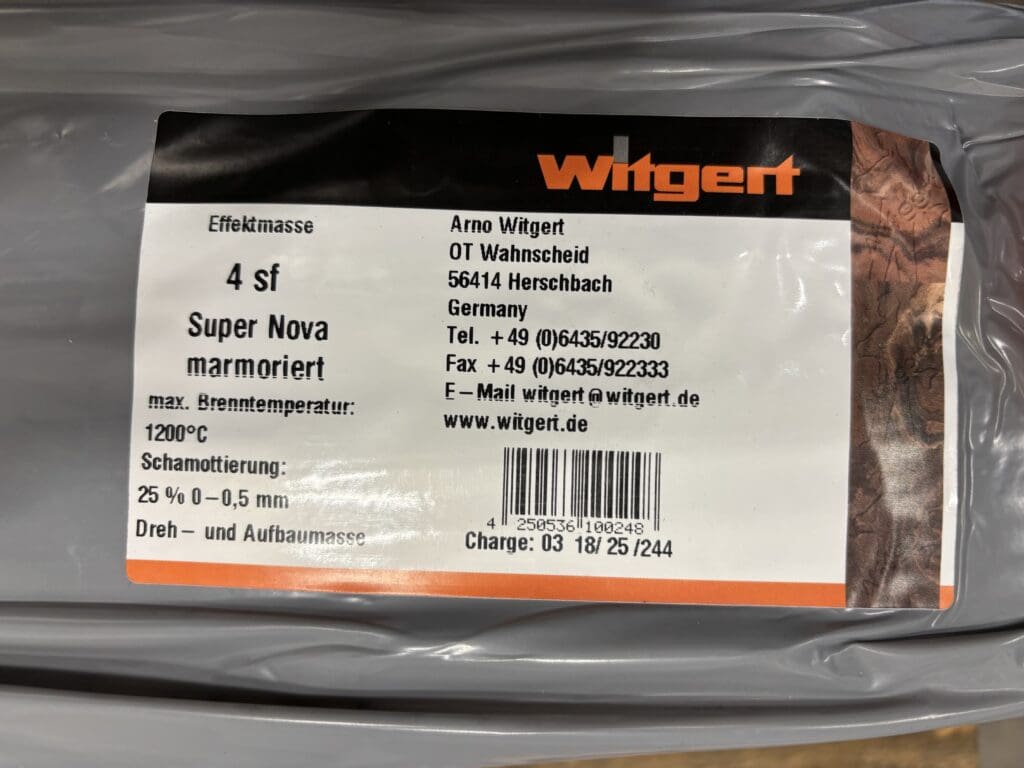 Witgert
Effektmasse
4 sf
Super Nova
marmoriert
max. Brenntemperatur:
1200°C
Schamottierung:
25 % 0–0,5 mm
Dreh– und Aufbaumasse
Arno Witgert
OT Wahnscheid
56414 Herschbach
Germany
Tel. +49 (0)6435/92230
Fax +49 (0)6435/922333
E–Mail witgert@witgert.de
www.witgert.de
4 250536 100248
Charge: 03 18/ 25 /244